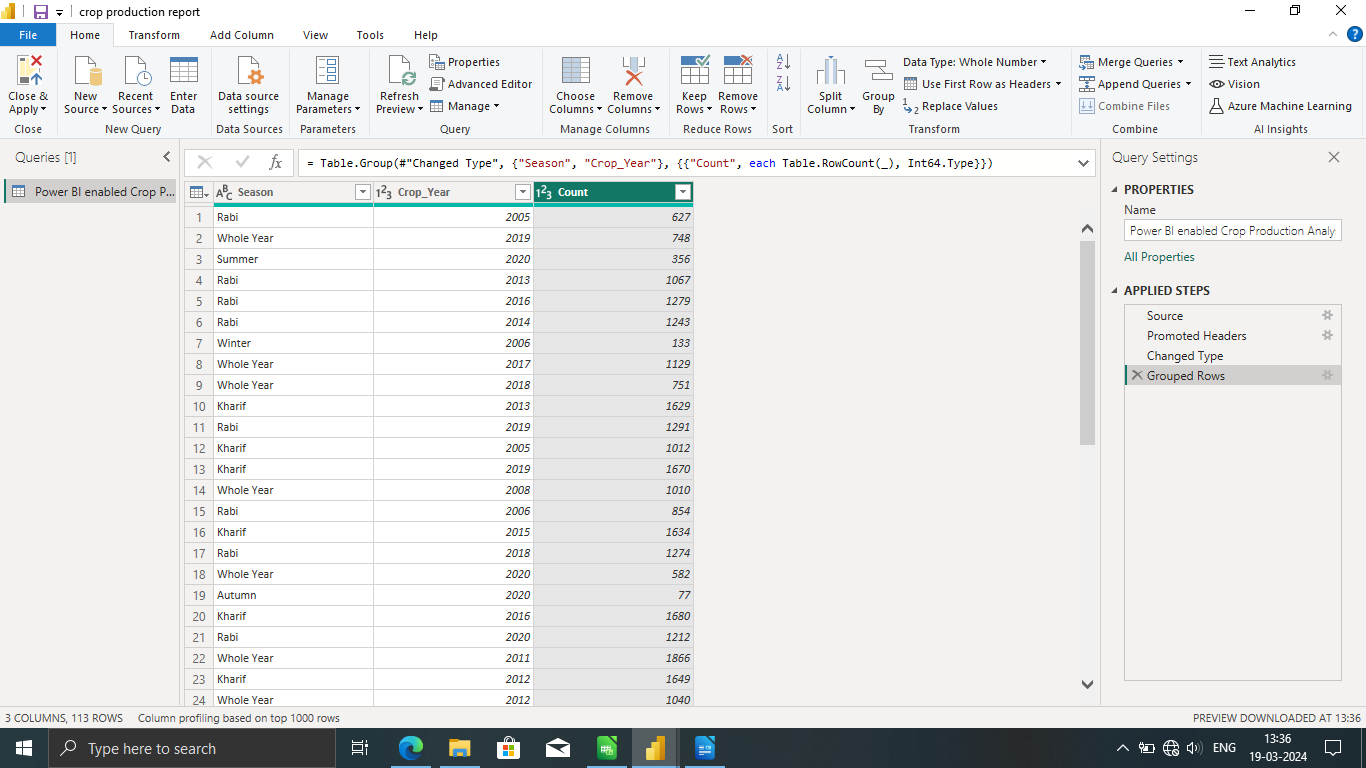 crop production report
File Home Transform Add Column View Tools Help
Close & Apply
New Source
Recent Sources
Enter Data
Data source settings
Manage Parameters
Refresh Preview
Properties
Advanced Editor
Manage
Choose Columns
Remove Columns
Keep Rows
Remove Rows
A
Z
Z
A
Split Column
Group By
Data Type: Whole Number
Use First Row as Headers
1 2 Replace Values
Merge Queries
Append Queries
Combine Files
Text Analytics
Vision
Azure Machine Learning
Close New Query Data Sources Parameters Query Manage Columns Reduce Rows Sort Transform Combine AI Insights
Queries [1]
Power BI enabled Crop P...
fx = Table.Group(#"Changed Type", {"Season", "Crop_Year"}, {{"Count", each Table.RowCount(_), Int64.Type}})
ABC Season 123 Crop_Year 123 Count
1 Rabi 2005 627
2 Whole Year 2019 748
3 Summer 2020 356
4 Rabi 2013 1067
5 Rabi 2016 1279
6 Rabi 2014 1243
7 Winter 2006 133
8 Whole Year 2017 1129
9 Whole Year 2018 751
10 Kharif 2013 1629
11 Rabi 2019 1291
12 Kharif 2005 1012
13 Kharif 2019 1670
14 Whole Year 2008 1010
15 Rabi 2006 854
16 Kharif 2015 1634
17 Rabi 2018 1274
18 Whole Year 2020 582
19 Autumn 2020 77
20 Kharif 2016 1680
21 Rabi 2020 1212
22 Whole Year 2011 1866
23 Kharif 2012 1649
24 Whole Year 2012 1040
Query Settings
PROPERTIES
Name
Power BI enabled Crop Production Analy
All Properties
APPLIED STEPS
Source
Promoted Headers
Changed Type
Grouped Rows
3 COLUMNS, 113 ROWS Column profiling based on top 1000 rows PREVIEW DOWNLOADED AT 13:36
Type here to search
ENG
13:36
19-03-2024